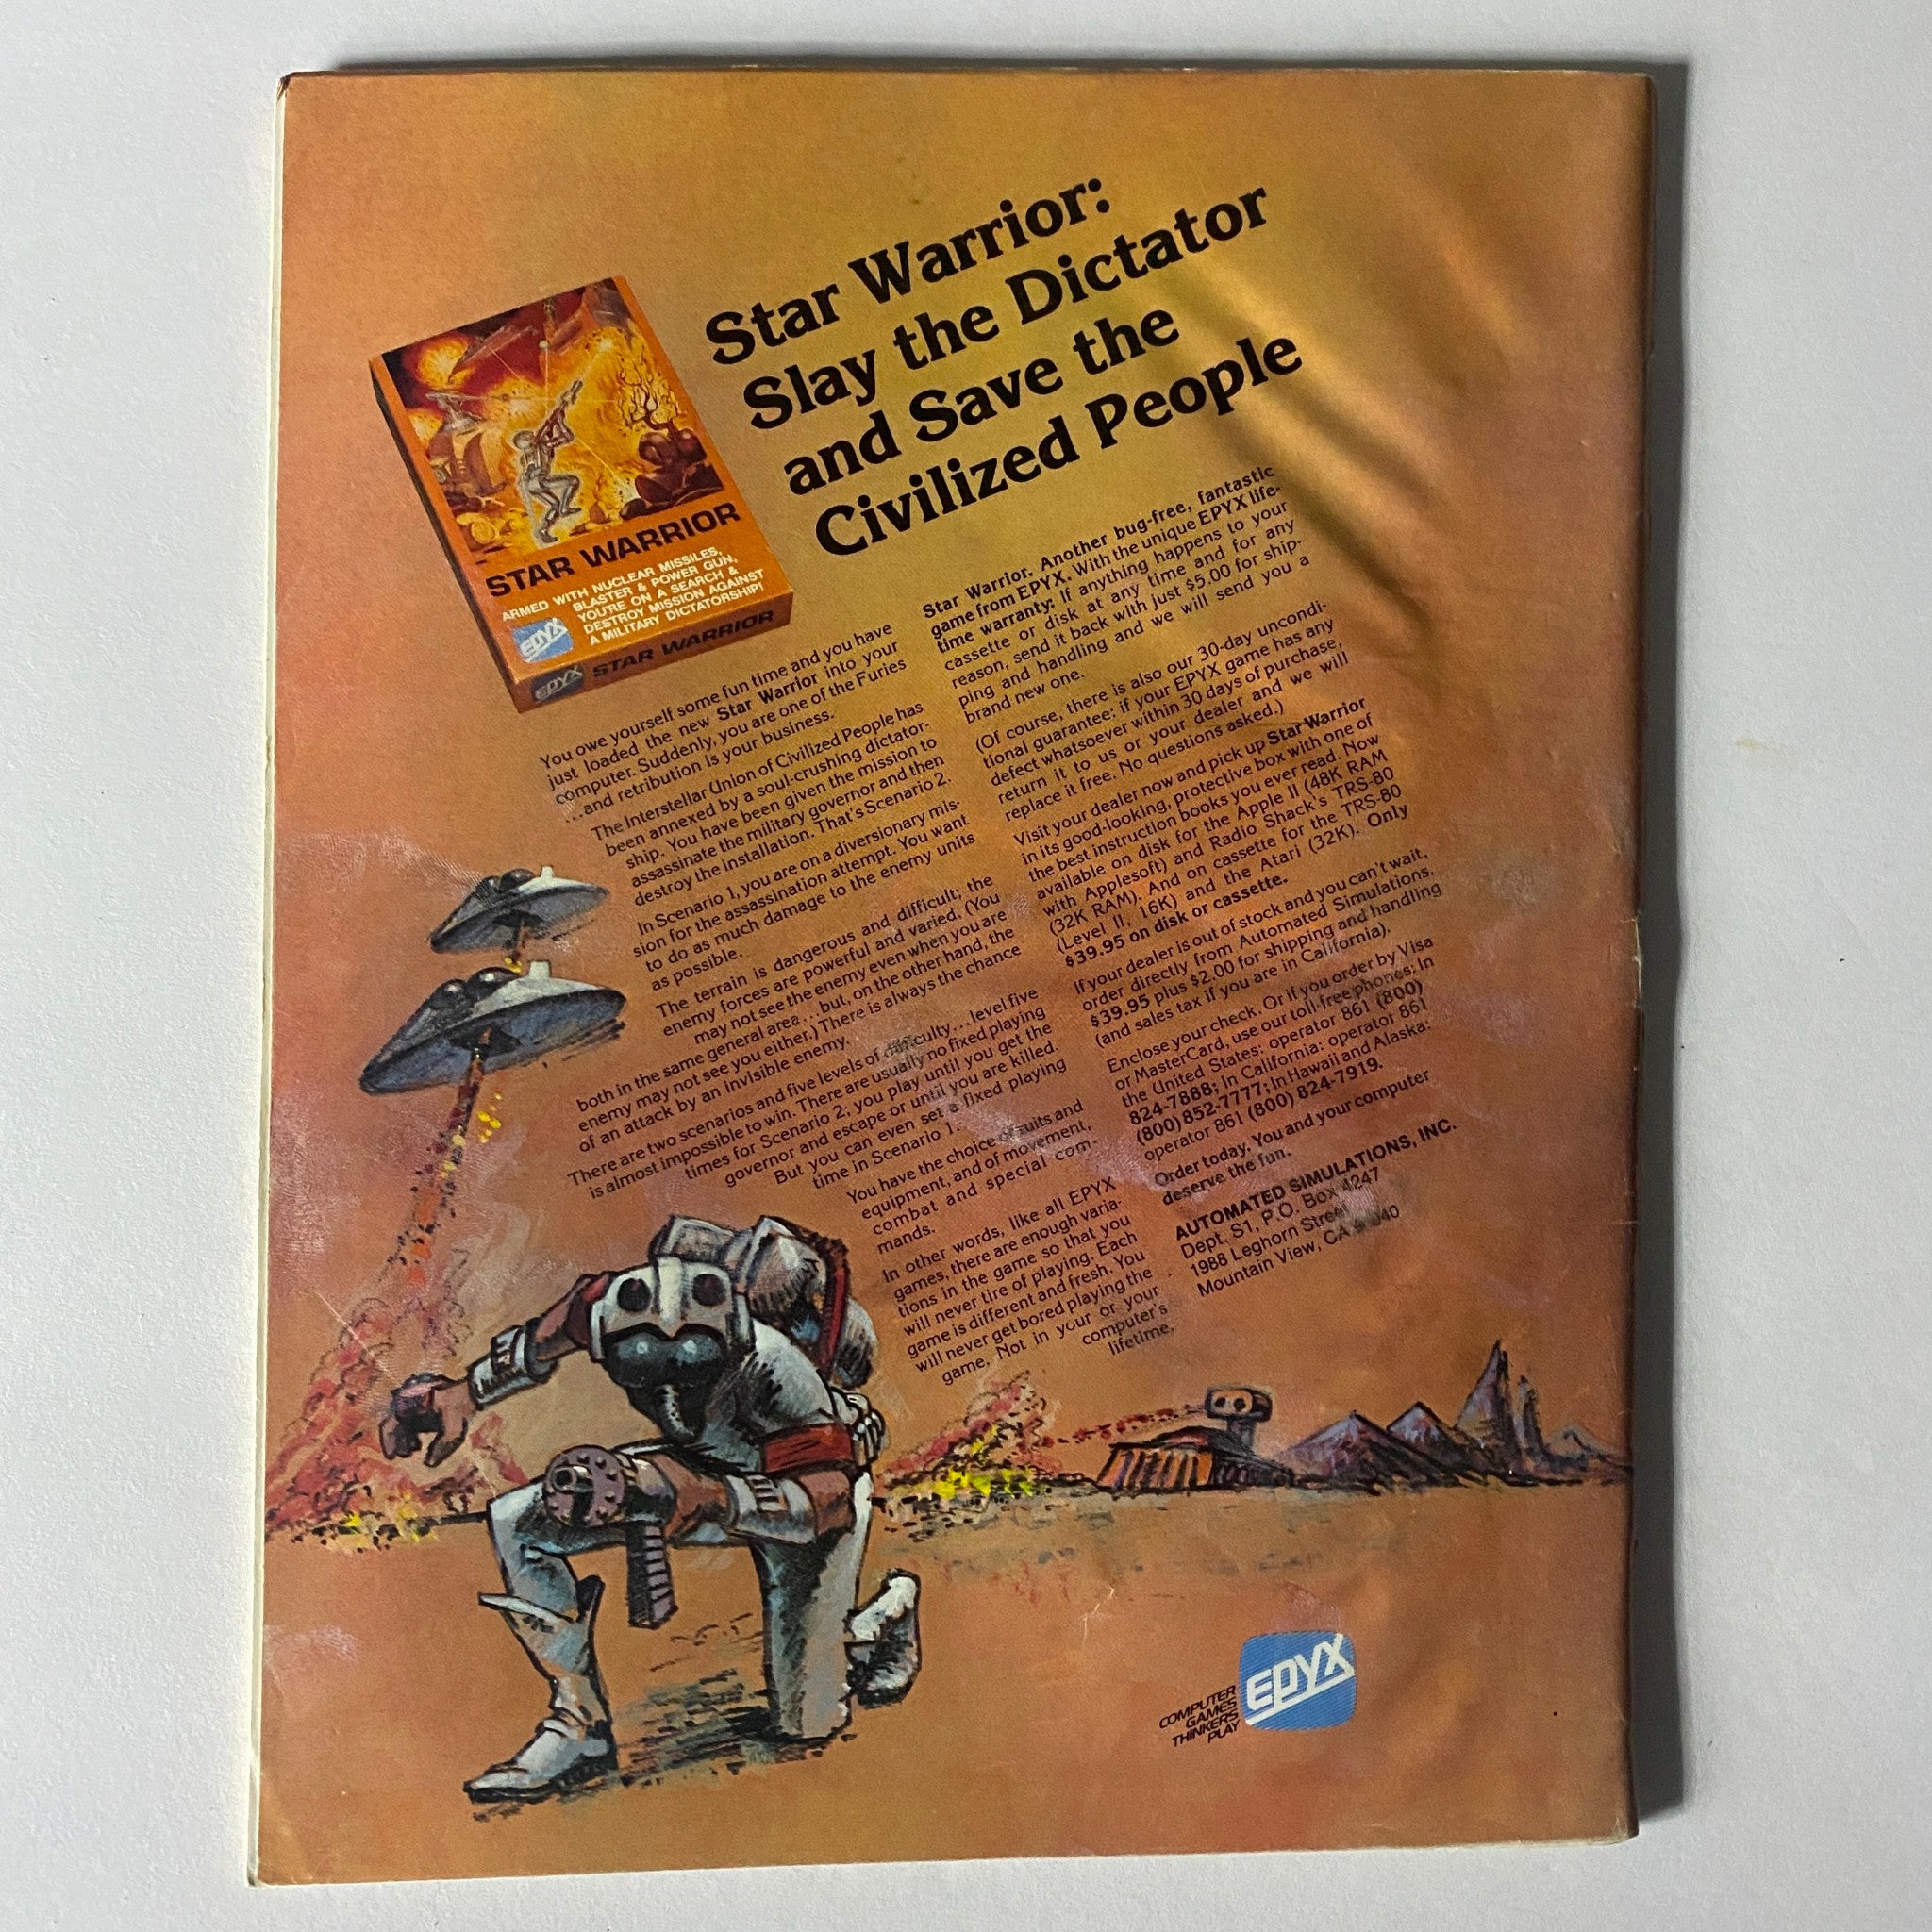 Star Warrior:
Slay the Dictator
and Save the
Civilized People
STAR WARRIOR
ARMED WITH NUCLEAR MISSILES,
BLASTER & POWER GUN,
YOU'RE ON A SEARCH &
DESTROY MISSION AGAINST
A MILITARY DICTATORSHIP!
EPYX
EPYX STAR WARRIOR
You owe yourself some fun time and you have
just loaded the new Star Warrior into your
computer. Suddenly, you are one of the Furies
...and retribution is your business.
The Interstellar Union of Civilized People has
been annexed by a soul-crushing dictator-
ship. You have been given the mission to
assassinate the military governor and then
destroy the installation. That's Scenario 2.
In Scenario 1, you are on a diversionary mis-
sion for the assassination attempt. You want
to do as much damage to the enemy units
as possible.
The terrain is dangerous and difficult; the
enemy forces are powerful and varied. (You
may not see the enemy even when you are
both in the same general area...but, on the other hand, the
enemy may not see you either.) There is always the chance
of an attack by an invisible enemy.
There are two scenarios and five levels of difficulty...level five
is almost impossible to win. There are usually no fixed playing
times for Scenario 2; you play until you get the
governor and escape or until you are killed.
But you can even set a fixed playing
time in Scenario 1.
You have the choice of suits and
equipment, and of movement,
combat and special com-
mands.
In other words, like all EPYX
games, there are enough varia-
tions in the game so that you
will never tire of playing. Each
game is different and fresh. You
will never get bored playing the
game. Not in your or your
computer's
lifetime.
Star Warrior. Another bug-free, fantastic
game from EPYX. With the unique EPYX life-
time warranty: If anything happens to your
cassette or disk at any time and for any
reason, send it back with just $5.00 for ship-
ping and handling and we will send you a
brand new one.
(Of course, there is also our 30-day uncondi-
tional guarantee: if your EPYX game has any
defect whatsoever within 30 days of purchase,
return it to us or your dealer and we will
replace it free. No questions asked.)
Visit your dealer now and pick up Star Warrior
in its good-looking, protective box with one of
the best instruction books you ever read. Now
available on disk for the Apple II (48K RAM
with Applesoft) and Radio Shack's TRS-80
(32K RAM). And on cassette for the TRS-80
(Level II, 16K) and the Atari (32K). Only
$39.95 on disk or cassette.
If your dealer is out of stock and you can't wait,
order directly from Automated Simulations,
$39.95 plus $2.00 for shipping and handling
(and sales tax if you are in California).
Enclose your check. Or if you order by Visa
or MasterCard, use our toll-free phones: In
the United States: operator 861 (800)
824-7888; In California: operator 861
(800) 852-7777; In Hawaii and Alaska:
operator 861 (800) 824-7919.
Order today. You and your computer
deserve the fun.
AUTOMATED SIMULATIONS, INC.
Dept. S1, P.O. Box 4247
1988 Leghorn Street
Mountain View, CA
COMPUTER
GAMES
THINKERS
PLAY
EPYX